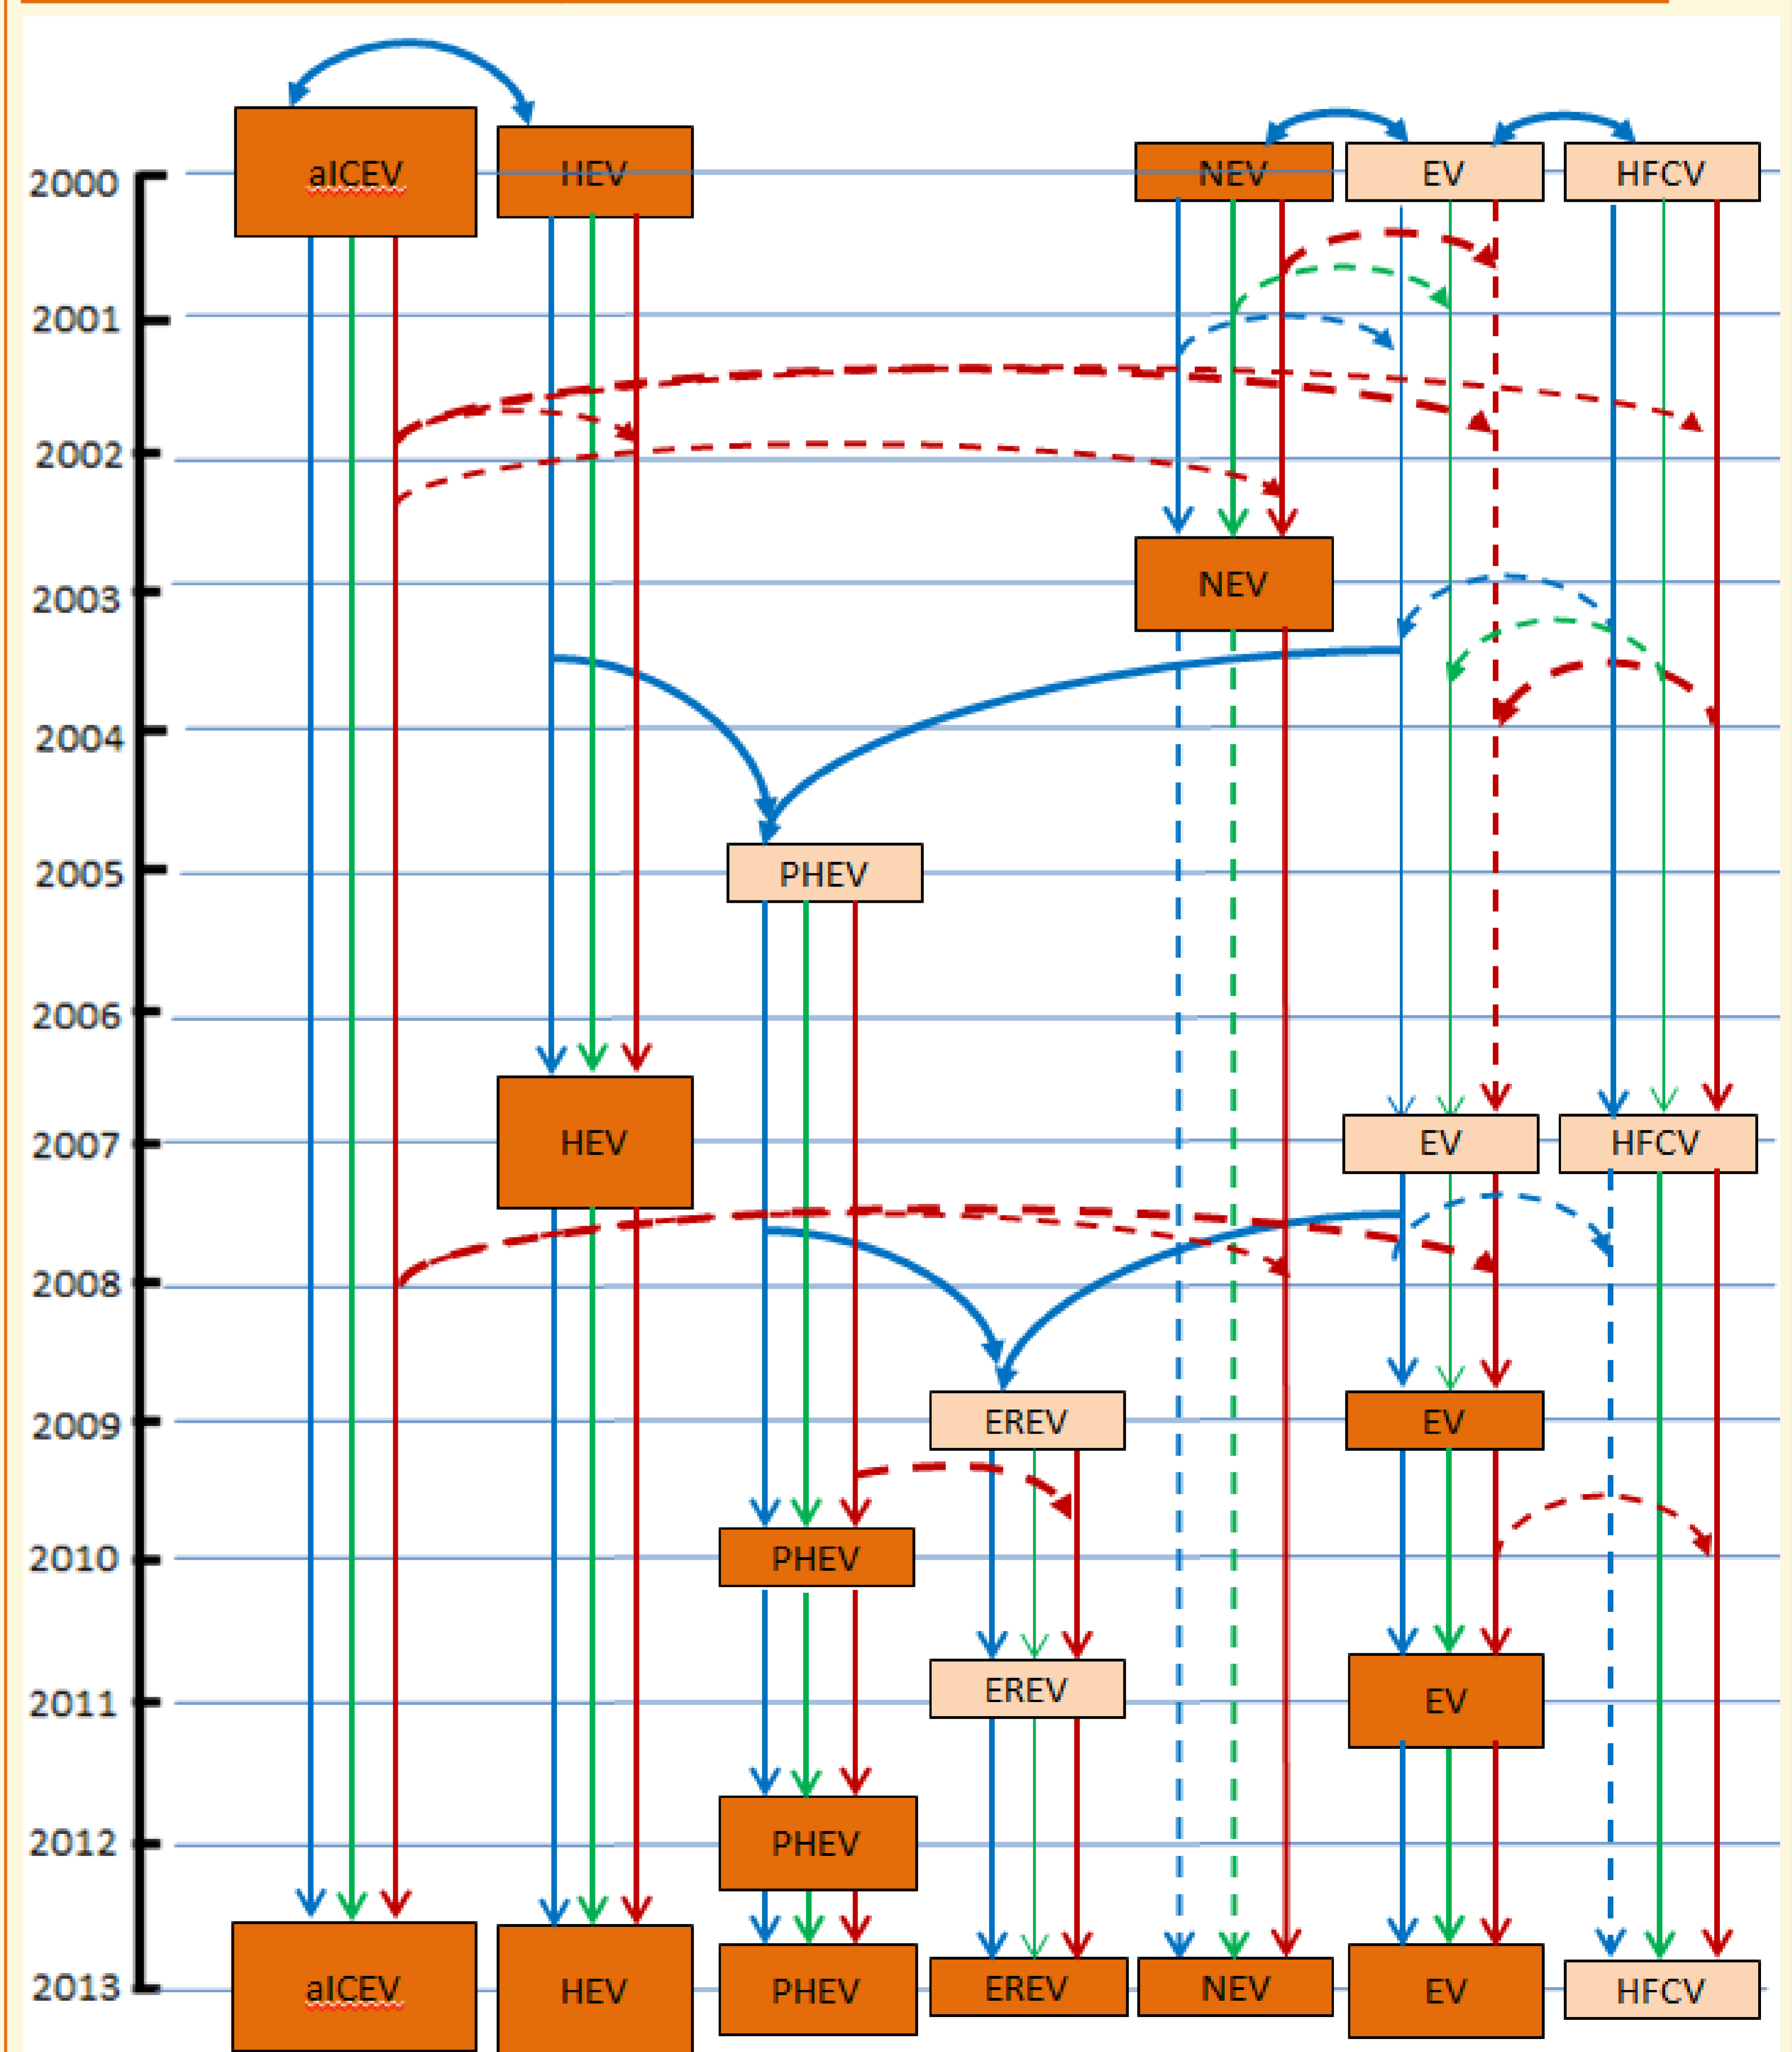 aICEV
HEV
NEV
EV
HFCV
2000
2001
2002
NEV
2003
2004
PHEV
2005
2006
HEV
EV
HFCV
2007
2008
EREV
EV
2009
PHEV
2010
EREV
EV
2011
PHEV
2012
aICEV
HEV
PHEV
EREV
NEV
EV
HFCV
2013